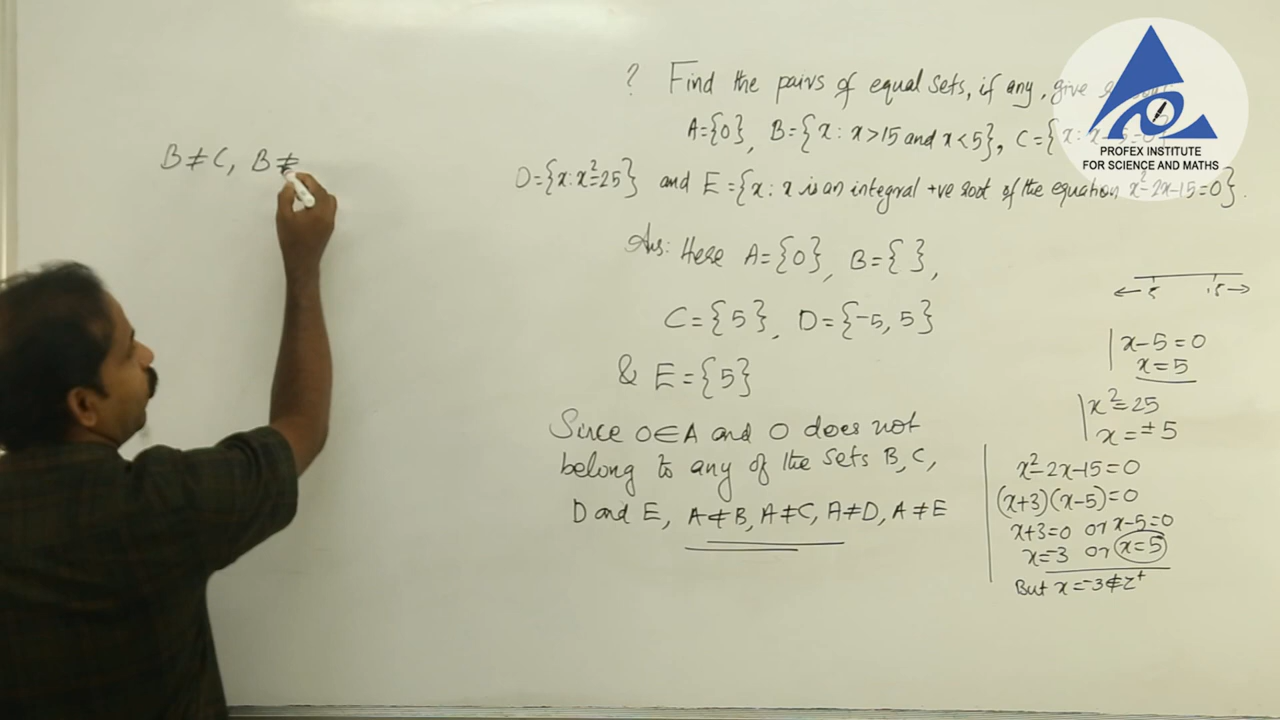 ? Find the pairs of equal sets, if any, give
A={0}, B={x : x>15 and x<5}, C={x : x-5=0}
D={x:x²=25} and E={x : x is an integral +ve root of the equation x²-2x-15=0}.
Ans: Here A={0}, B={ },
C={5}, D={-5, 5}
& E={5}
Since 0∈A and 0 does not
belong to any of the sets B, C,
D and E, A≠B, A≠C, A≠D, A≠E
B≠C, B≠
← 5 15 →
x-5=0
x=5
x²=25
x=±5
x²-2x-15=0
(x+3)(x-5)=0
x+3=0 or x-5=0
x=-3 or x=5
But x=-3∉Z⁺
PROFEX INSTITUTE
FOR SCIENCE AND MATHS